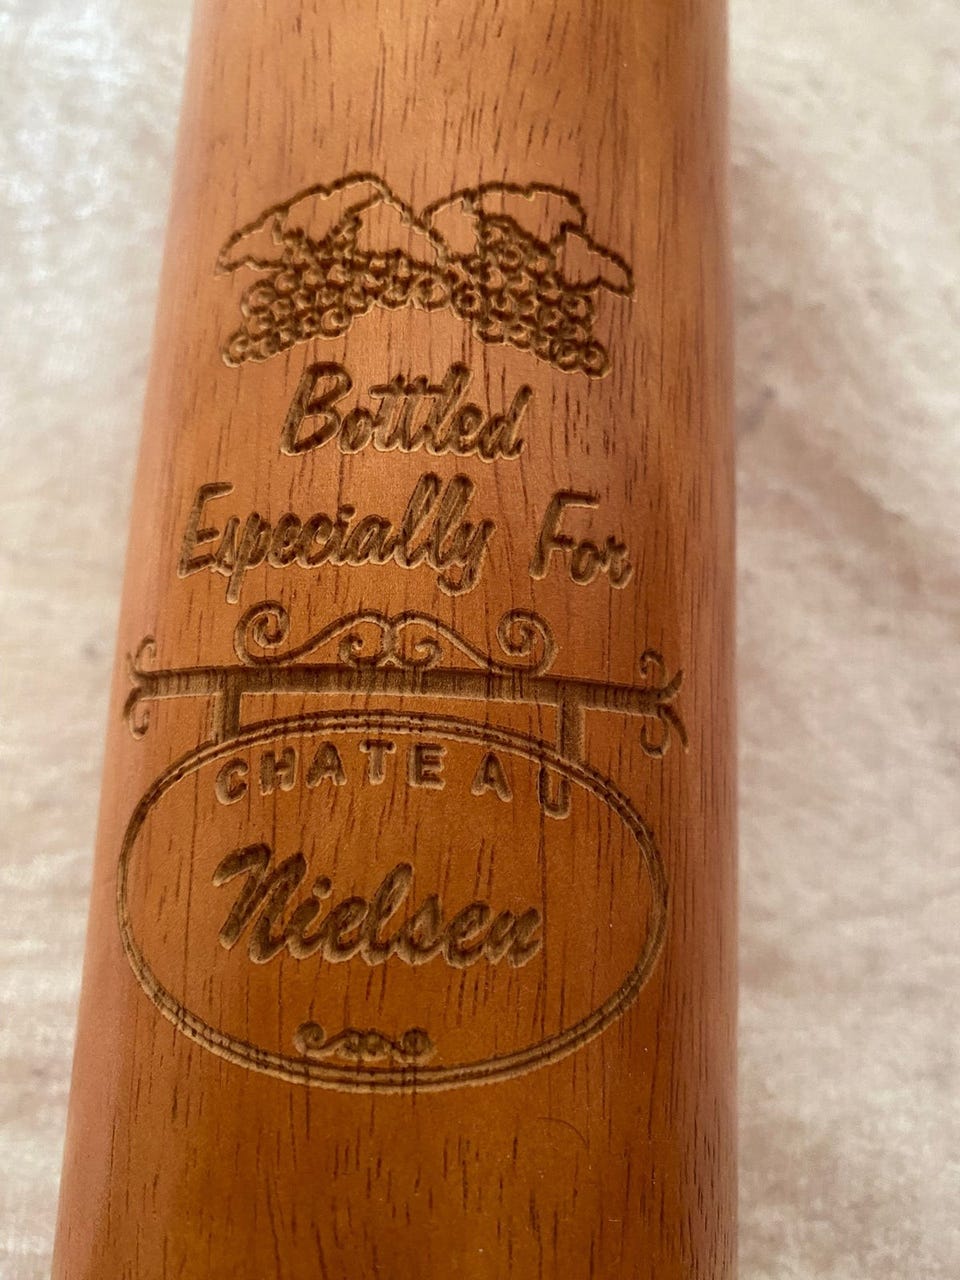 Bottled
Especially For
CHATEAU
Nielsen